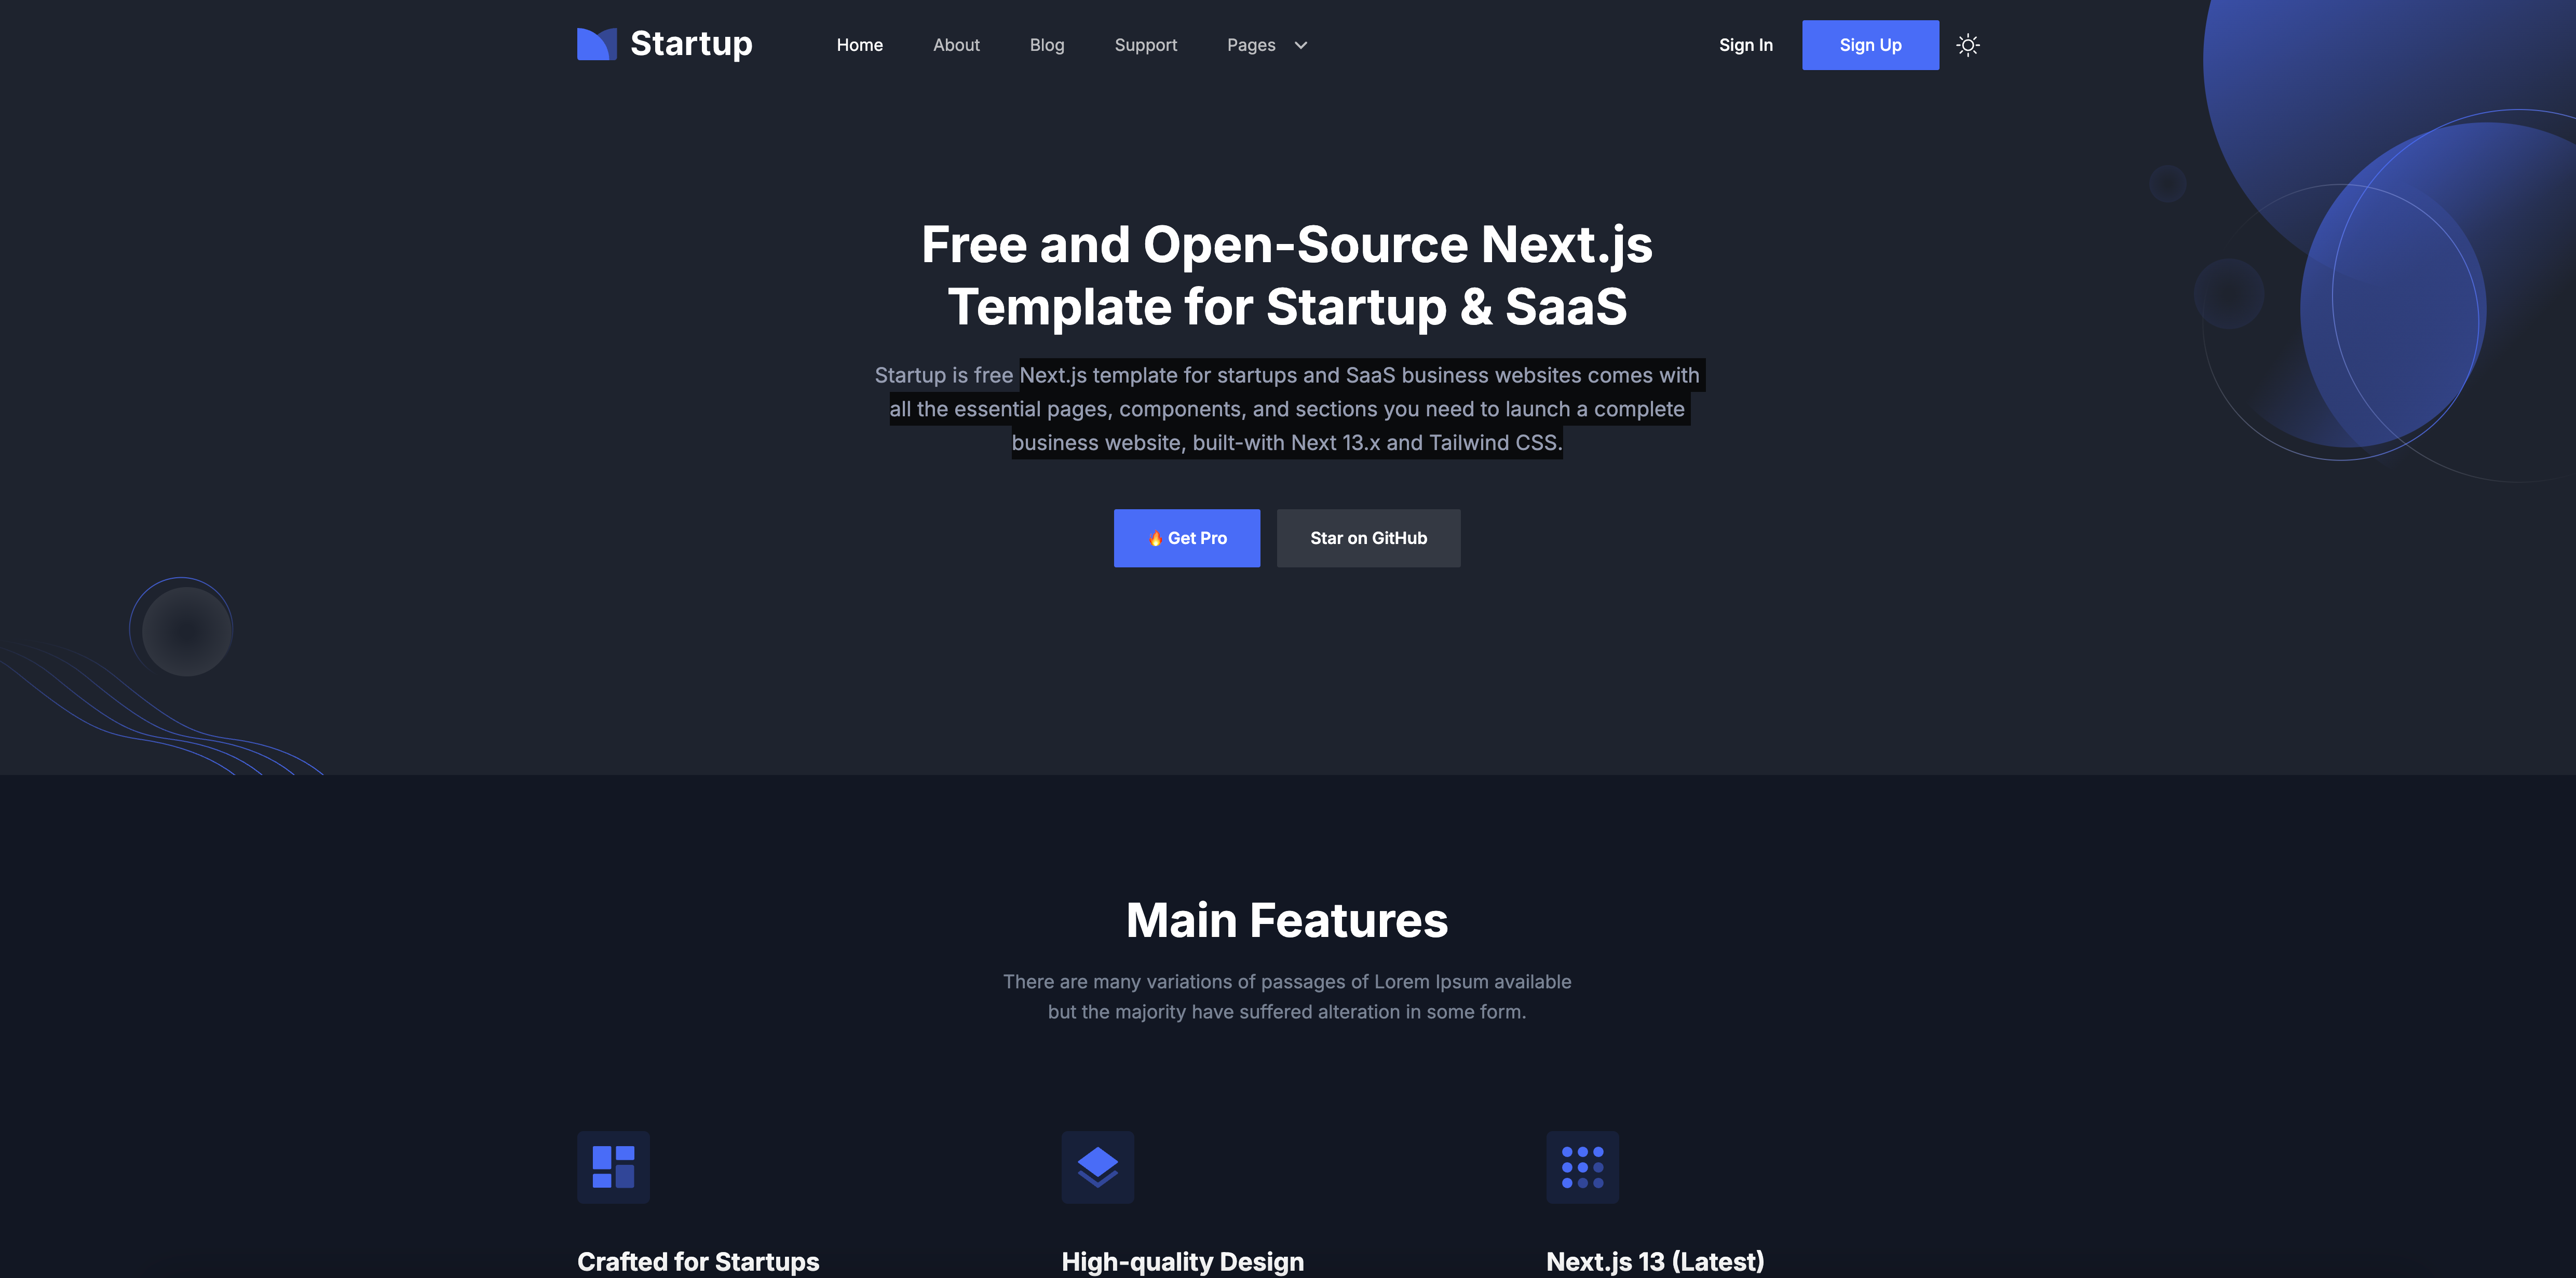 Startup
Home About Blog Support Pages
Sign In Sign Up
Free and Open-Source Next.js
Template for Startup & SaaS
Startup is free Next.js template for startups and SaaS business websites comes with
all the essential pages, components, and sections you need to launch a complete
business website, built-with Next 13.x and Tailwind CSS.
🔥 Get Pro
Star on GitHub
Main Features
There are many variations of passages of Lorem Ipsum available
but the majority have suffered alteration in some form.
Crafted for Startups
High-quality Design
Next.js 13 (Latest)